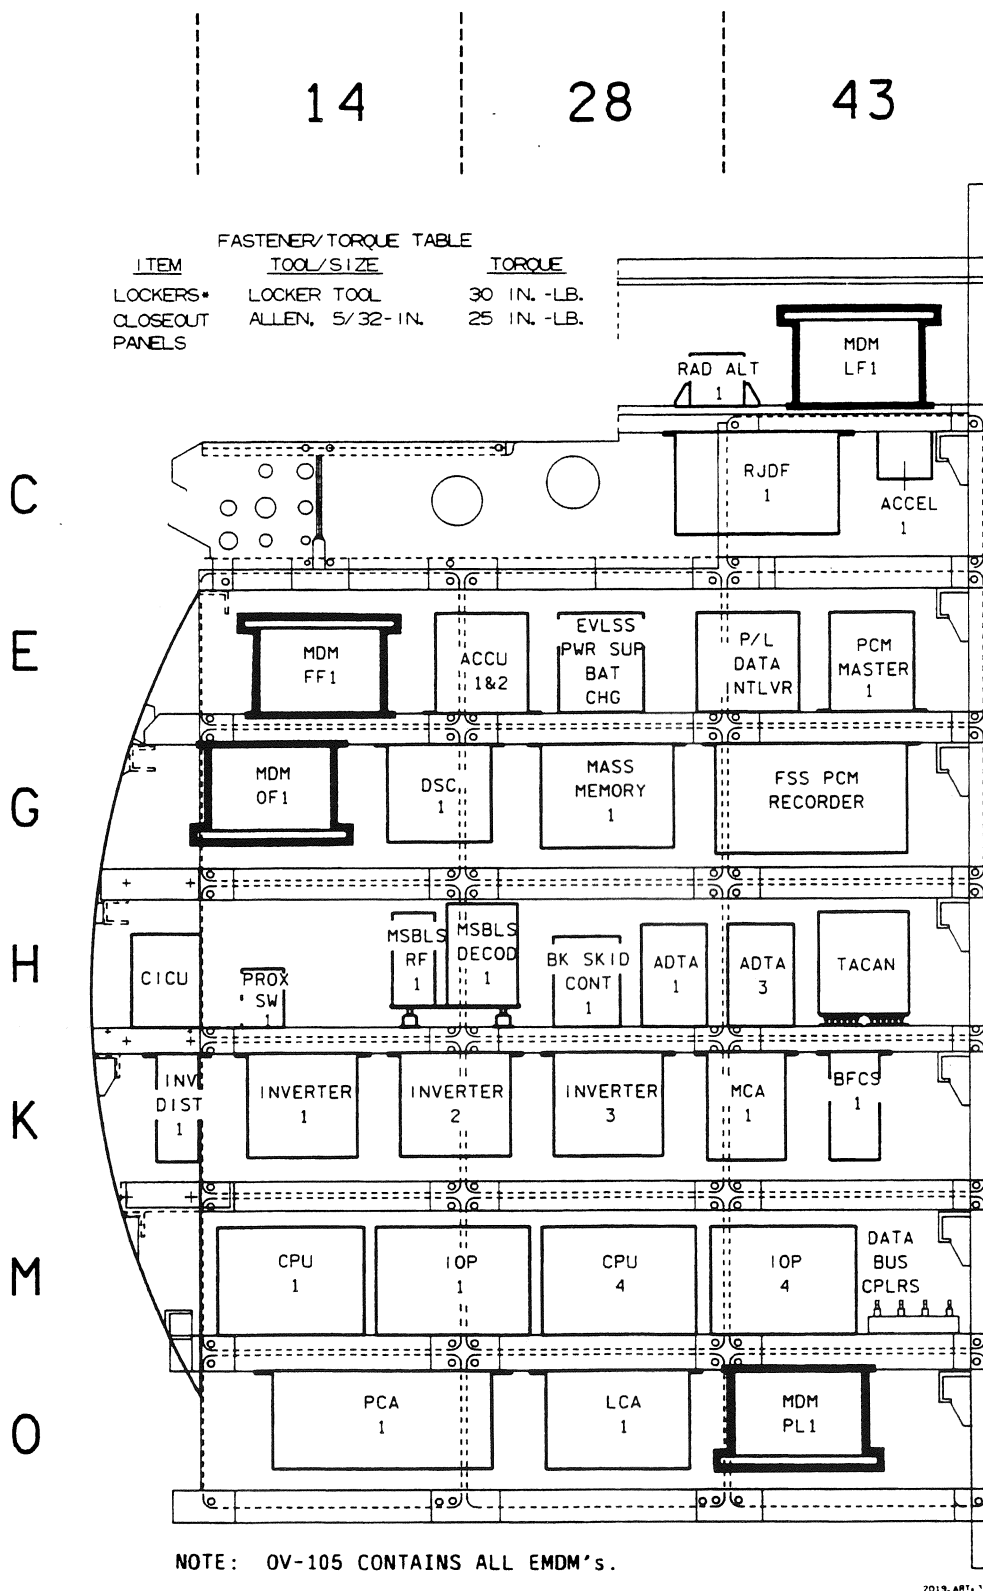 14 28 43
FASTENER/TORQUE TABLE
ITEM TOOL/SIZE TORQUE
LOCKERS* LOCKER TOOL 30 IN.-LB.
CLOSEOUT ALLEN, 5/32-IN. 25 IN.-LB.
PANELS
MDM
LF1
RAD ALT
1
C
RJDF
1
ACCEL
1
E
MDM
FF1
ACCU
1&2
EVLSS
PWR SUP
BAT
CHG
P/L
DATA
INTLVR
PCM
MASTER
1
G
MDM
OF1
DSC
1
MASS
MEMORY
1
FSS PCM
RECORDER
H
CICU
PROX
SW
1
MSBLS
RF
1
MSBLS
DECOD
1
BK SKID
CONT
1
ADTA
1
ADTA
3
TACAN
K
INV
DIST
1
INVERTER
1
INVERTER
2
INVERTER
3
MCA
1
BFCS
1
M
CPU
1
IOP
1
CPU
4
IOP
4
DATA
BUS
CPLRS
O
PCA
1
LCA
1
MDM
PL1
NOTE: OV-105 CONTAINS ALL EMDM's.